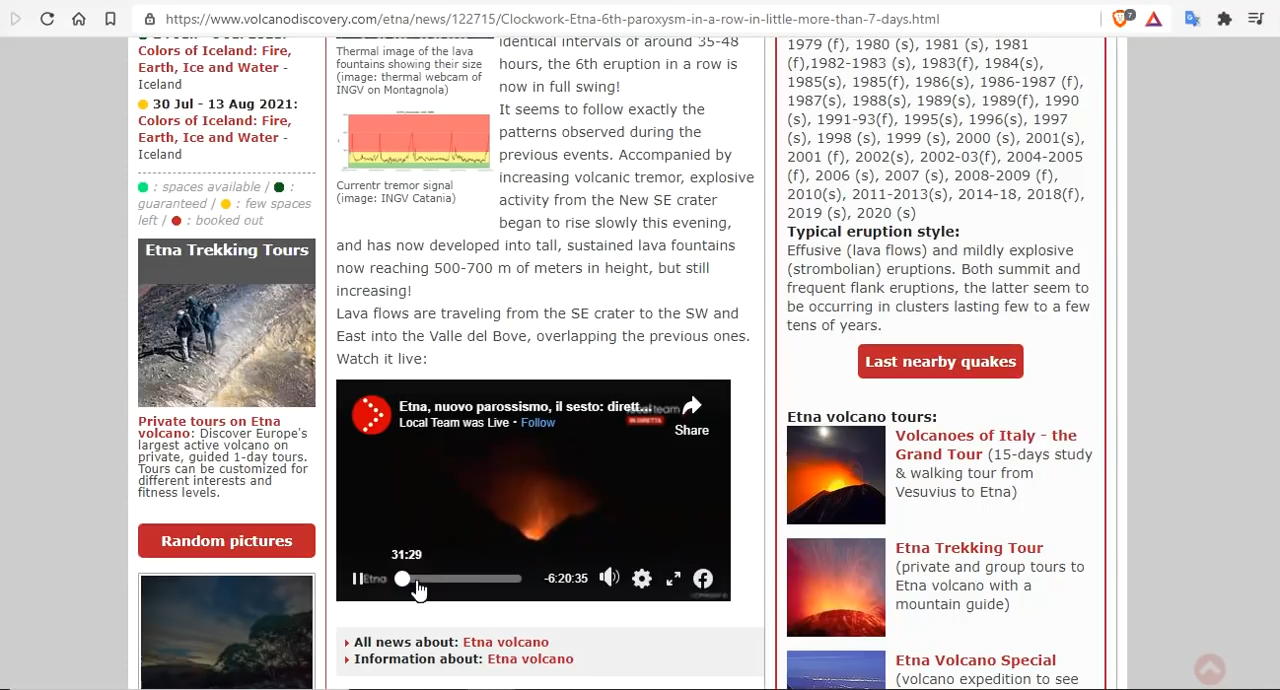 https://www.volcanodiscovery.com/etna/news/122715/Clockwork-Etna-6th-paroxysm-in-a-row-in-little-more-than-7-days.html
7
Colors of Iceland: Fire,
Earth, Ice and Water -
Iceland
30 Jul - 13 Aug 2021:
Colors of Iceland: Fire,
Earth, Ice and Water -
Iceland
: spaces available / :
guaranteed / : few spaces
left / : booked out
Etna Trekking Tours
Private tours on Etna
volcano: Discover Europe's
largest active volcano on
private, guided 1-day tours.
Tours can be customized for
different interests and
fitness levels.
Random pictures
Thermal image of the lava
fountains showing their size
(image: thermal webcam of
INGV on Montagnola)
Currentr tremor signal
(image: INGV Catania)
identical intervals of around 35-48
hours, the 6th eruption in a row is
now in full swing!
It seems to follow exactly the
patterns observed during the
previous events. Accompanied by
increasing volcanic tremor, explosive
activity from the New SE crater
began to rise slowly this evening,
and has now developed into tall, sustained lava fountains
now reaching 500-700 m of meters in height, but still
increasing!
Lava flows are traveling from the SE crater to the SW and
East into the Valle del Bove, overlapping the previous ones.
Watch it live:
Etna, nuovo parossismo, il sesto: dirett...
Local Team was Live • Follow
Share
IN DIRETTA
31:29
Etna
-6:20:35
All news about: Etna volcano
Information about: Etna volcano
1979 (f), 1980 (s), 1981 (s), 1981
(f),1982-1983 (s), 1983(f), 1984(s),
1985(s), 1985(f), 1986(s), 1986-1987 (f),
1987(s), 1988(s), 1989(s), 1989(f), 1990
(s), 1991-93(f), 1995(s), 1996(s), 1997
(s), 1998 (s), 1999 (s), 2000 (s), 2001(s),
2001 (f), 2002(s), 2002-03(f), 2004-2005
(f), 2006 (s), 2007 (s), 2008-2009 (f),
2010(s), 2011-2013(s), 2014-18, 2018(f),
2019 (s), 2020 (s)
Typical eruption style:
Effusive (lava flows) and mildly explosive
(strombolian) eruptions. Both summit and
frequent flank eruptions, the latter seem to
be occurring in clusters lasting few to a few
tens of years.
Last nearby quakes
Etna volcano tours:
Volcanoes of Italy - the
Grand Tour (15-days study
& walking tour from
Vesuvius to Etna)
Etna Trekking Tour
(private and group tours to
Etna volcano with a
mountain guide)
Etna Volcano Special
(volcano expedition to see